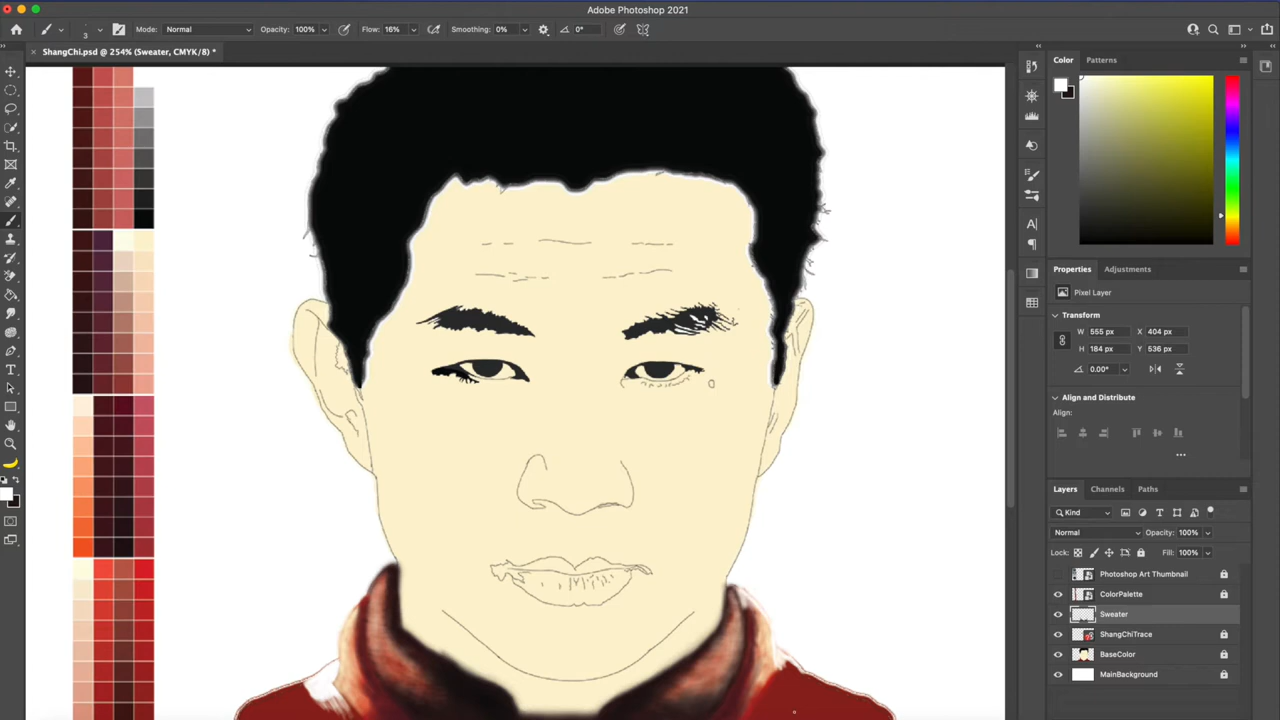 Adobe Photoshop 2021
3 Mode: Normal Opacity: 100% Flow: 16% Smoothing: 0% 0°
ShangChi.psd @ 254% (Sweater, CMYK/8) *
Color Patterns
Properties Adjustments
Pixel Layer
Transform
W 555 px X 404 px
H 184 px Y 536 px
0.00°
Align and Distribute
Align:
Layers Channels Paths
Kind
Normal Opacity: 100%
Lock: Fill: 100%
Photoshop Art Thumbnail
ColorPalette
Sweater
ShangChiTrace
BaseColor
MainBackground